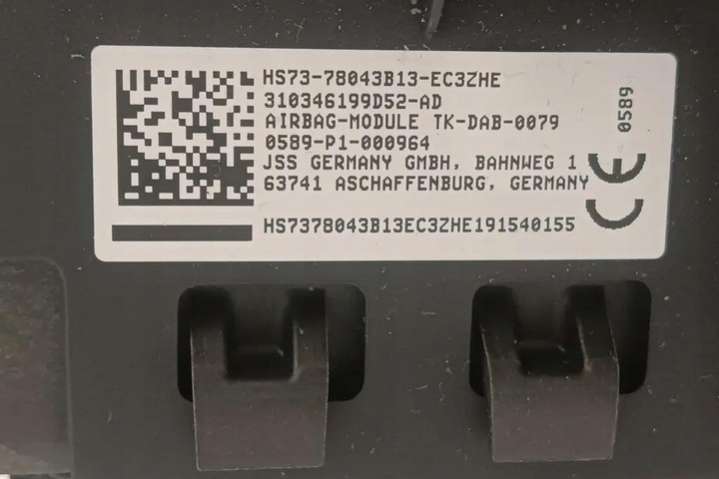 HS73-78043B13-EC3ZHE
310346199D52-AD
AIRBAG-MODULE TK-DAB-0079
0589-P1-000964
JSS GERMANY GMBH, BAHNWEG 1
63741 ASCHAFFENBURG, GERMANY
HS7378043B13EC3ZHE191540155
CE 0589